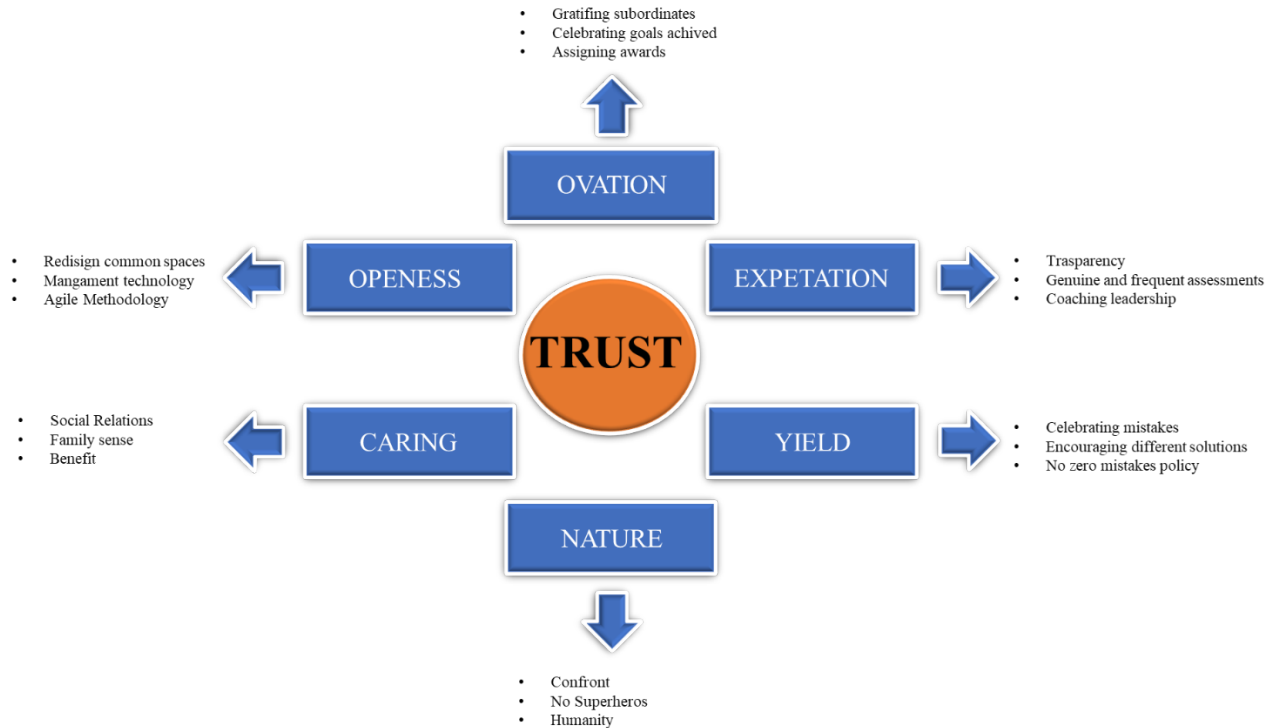 • Gratifing subordinates
• Celebrating goals achived
• Assigning awards
OVATION
• Redisign common spaces
• Mangament technology
• Agile Methodology
OPENESS
EXPETATION
• Trasparency
• Genuine and frequent assessments
• Coaching leadership
TRUST
• Social Relations
• Family sense
• Benefit
CARING
YIELD
• Celebrating mistakes
• Encouraging different solutions
• No zero mistakes policy
NATURE
• Confront
• No Superheros
• Humanity